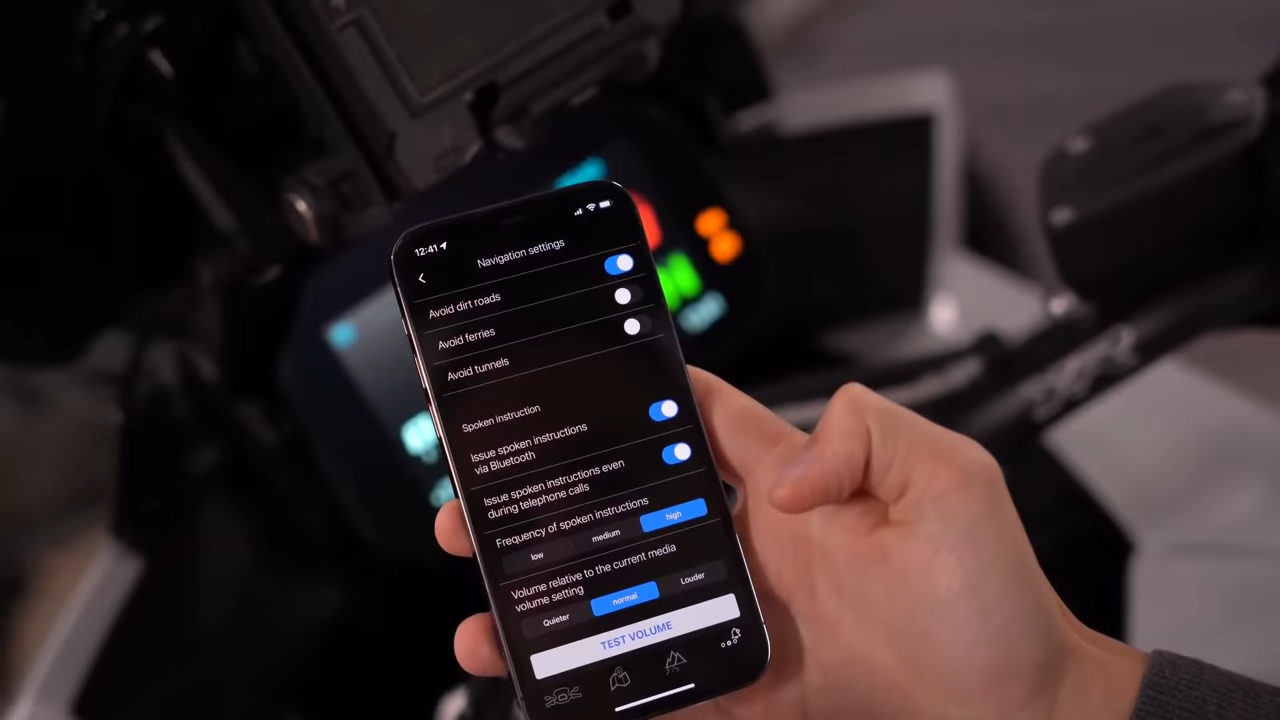 12:41
Navigation settings
Avoid dirt roads
Avoid ferries
Avoid tunnels
Spoken instruction
Issue spoken instructions
via Bluetooth
Issue spoken instructions even
during telephone calls
Frequency of spoken instructions
low medium high
Volume relative to the current media
volume setting
Quieter normal Louder
TEST VOLUME